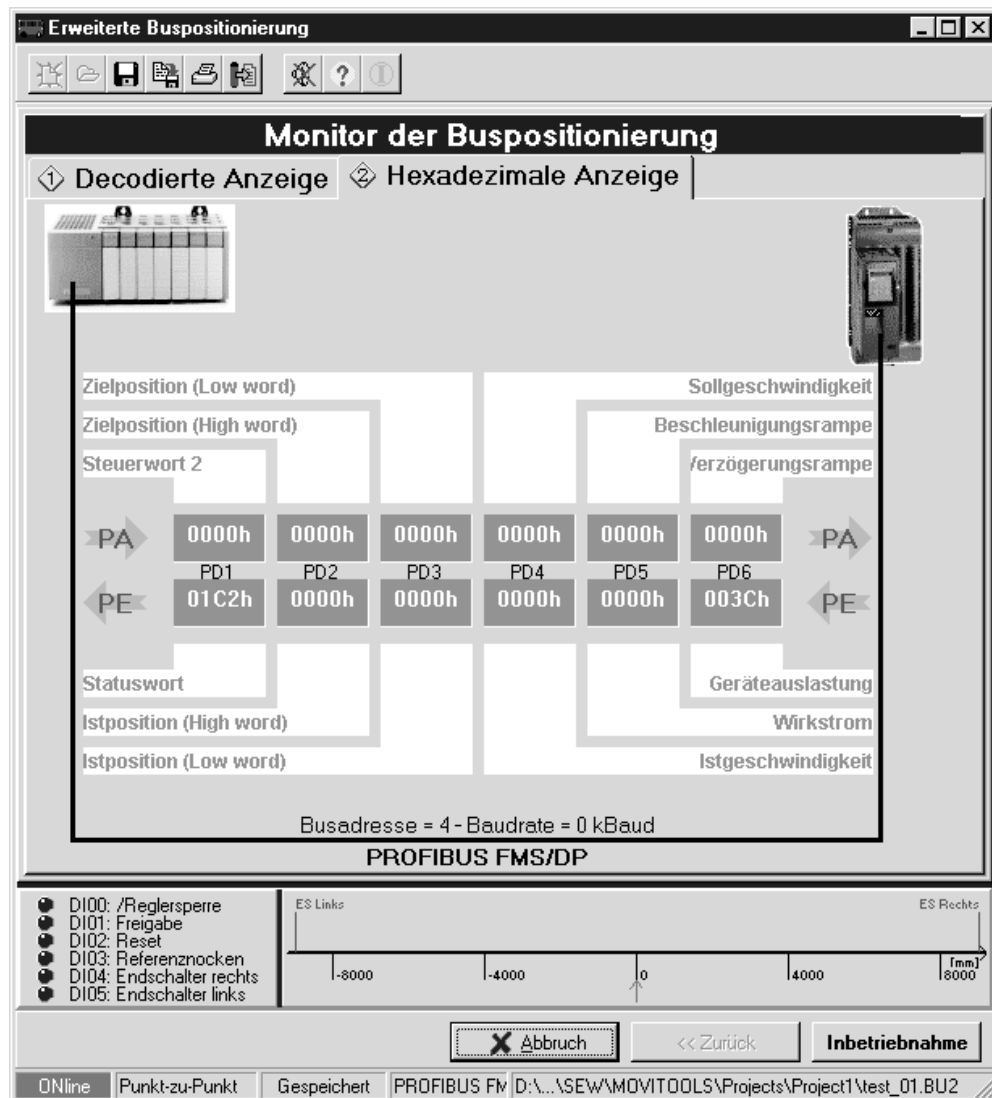 Erweiterte Buspositionierung
Monitor der Buspositionierung
1 Decodierte Anzeige 2 Hexadezimale Anzeige
Zielposition (Low word) Sollgeschwindigkeit
Zielposition (High word) Beschleunigungsrampe
Steuerwort 2 /erzögerungsrampe
PA 0000h 0000h 0000h 0000h 0000h 0000h PA
PD1 PD2 PD3 PD4 PD5 PD6
PE 01C2h 0000h 0000h 0000h 0000h 003Ch PE
Statuswort Geräteauslastung
Istposition (High word) Wirkstrom
Istposition (Low word) Istgeschwindigkeit
Busadresse = 4 - Baudrate = 0 kBaud
PROFIBUS FMS/DP
DI00: /Reglersperre
DI01: Freigabe
DI02: Reset
DI03: Referenznocken
DI04: Endschalter rechts
DI05: Endschalter links
ES Links ES Rechts
[mm]
-8000 -4000 0 4000 8000
Abbruch << Zurück Inbetriebnahme
ONline Punkt-zu-Punkt Gespeichert PROFIBUS FM D:\...\SEW\MOVITOOLS\Projects\Project1\test_01.BU2